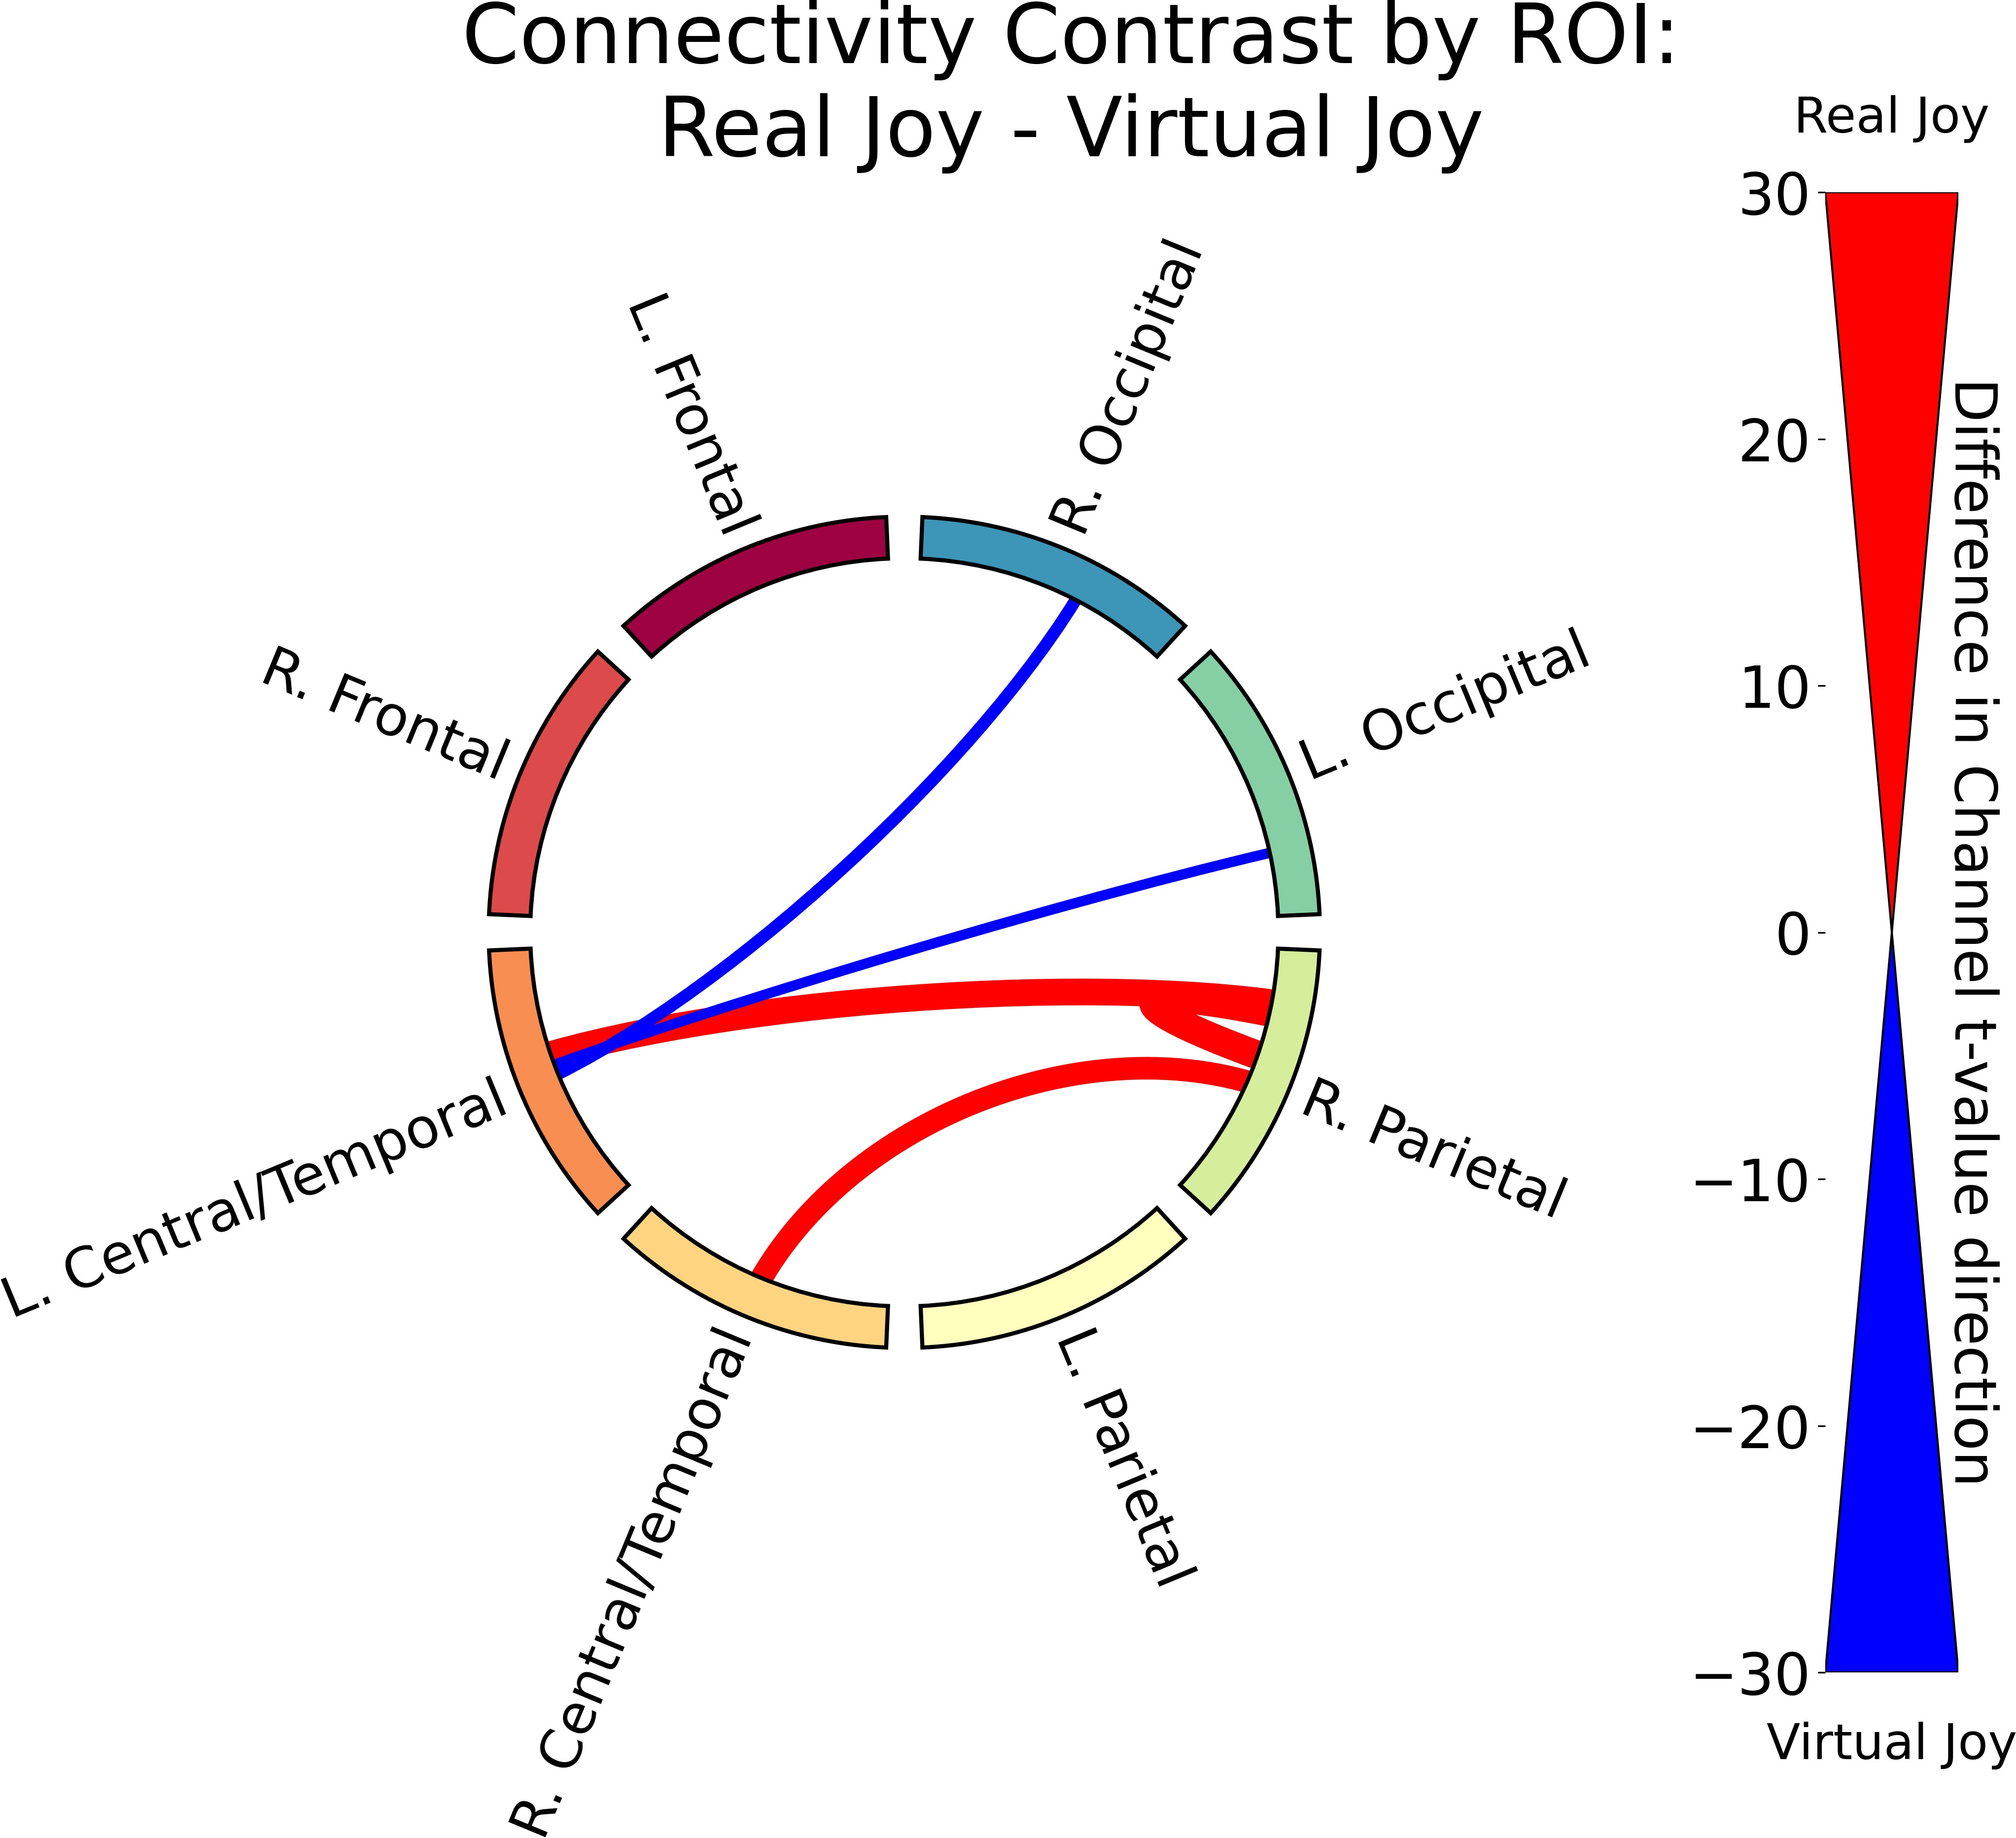 Connectivity Contrast by ROI:
Real Joy - Virtual Joy
Real Joy
30
20
10
0
−10
−20
−30
Virtual Joy
Difference in Channel t-value direction
L. Frontal
R. Occipital
R. Frontal
L. Occipital
L. Central/Temporal
R. Parietal
R. Central/Temporal
L. Parietal